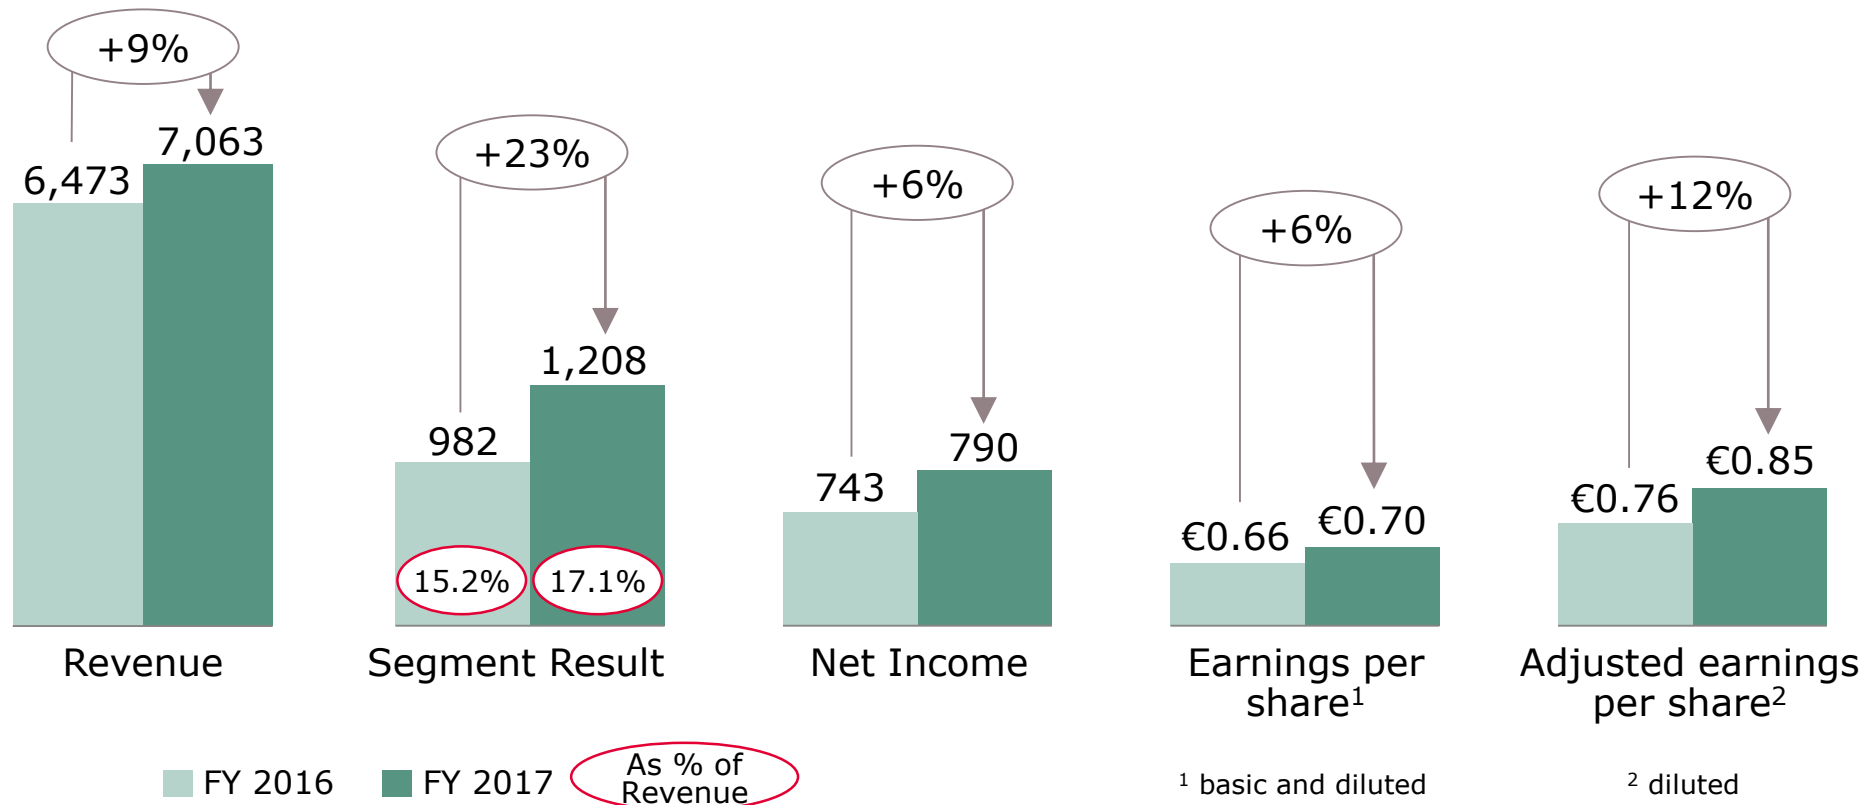 +9%
6,473
7,063
Revenue
+23%
982
1,208
15.2%
17.1%
Segment Result
+6%
743
790
Net Income
+6%
€0.66
€0.70
Earnings per
share¹
+12%
€0.76
€0.85
Adjusted earnings
per share²
FY 2016
FY 2017
As % of
Revenue
¹ basic and diluted
² diluted